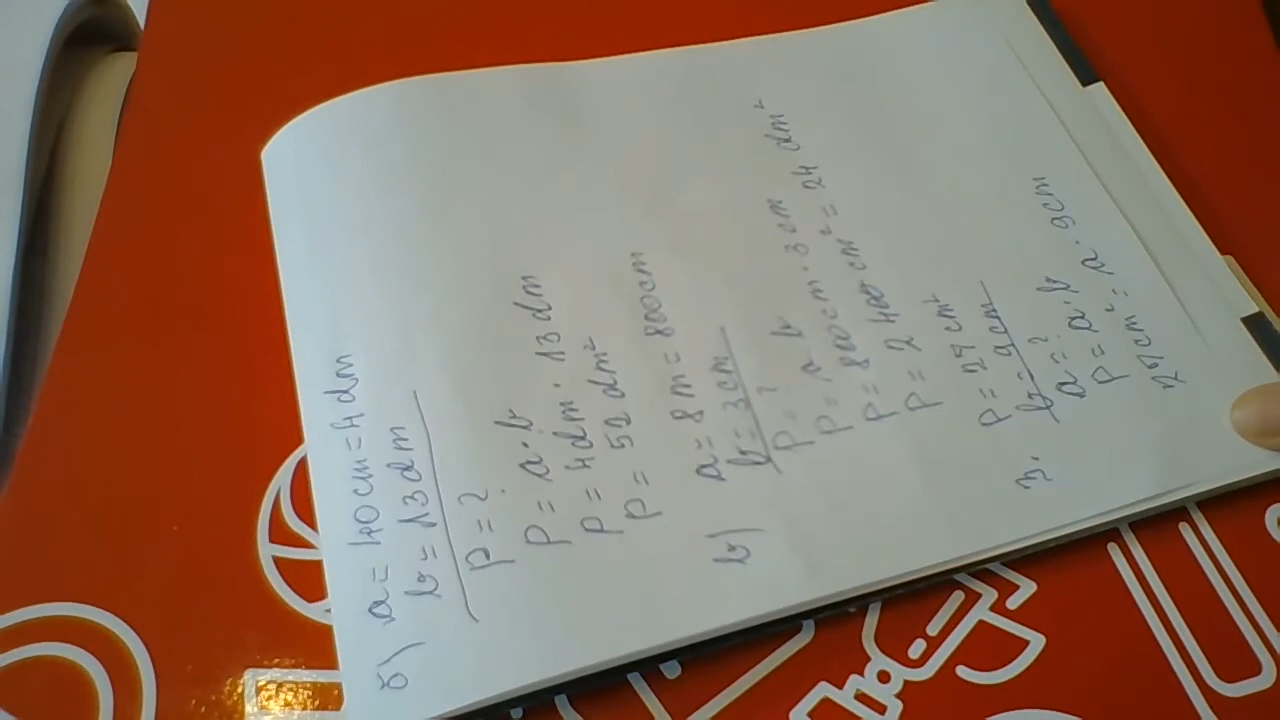 б) a = 40 cm = 4 dm
b = 13 dm
P = ?
P = a · b
P = 4 dm · 13 dm
P = 52 dm²
в) a = 8 m = 800 cm
b = 3 cm
P = ?
P = a · b
P = 800 cm · 3 cm
P = 2 400 cm² = 24 dm²
3. P = 27 cm²
b = 9 cm
a = ?
P = a · b
27 cm² = a · 9 cm